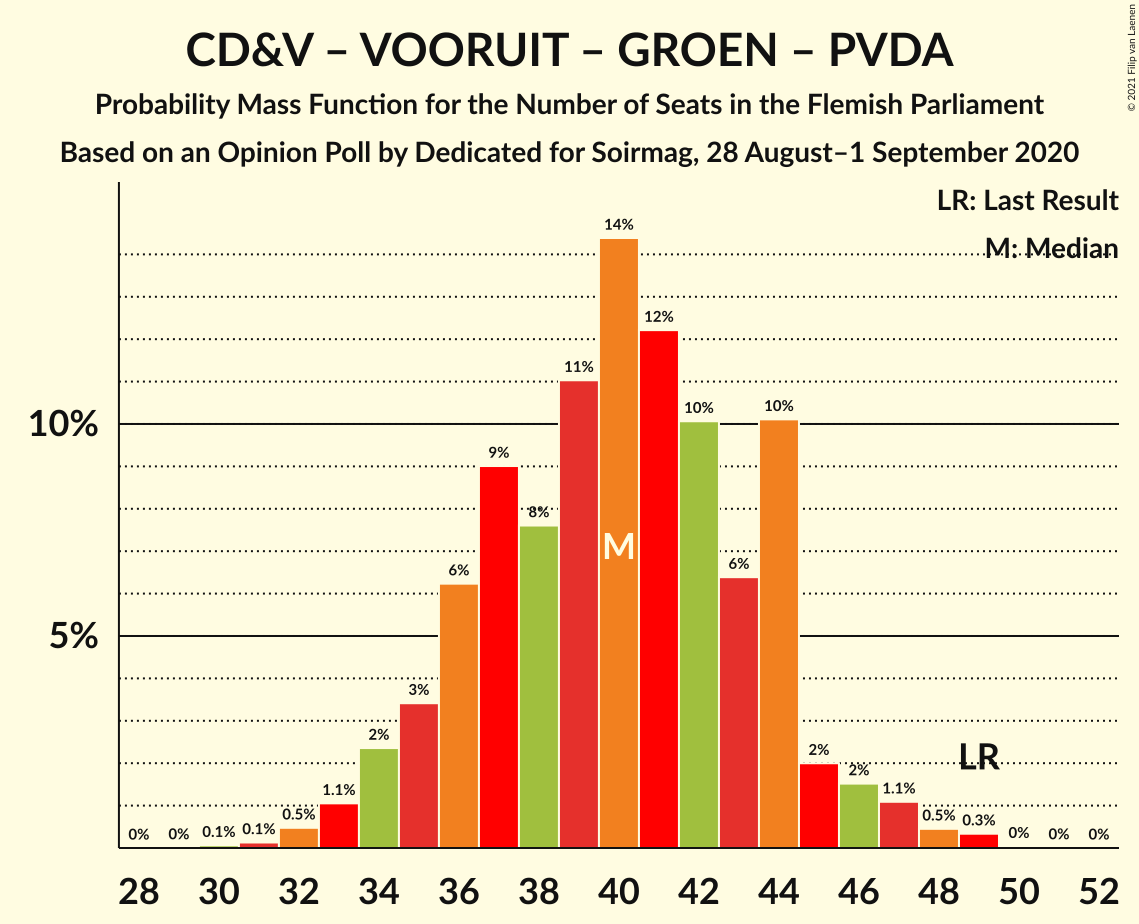 CD&V – VOORUIT – GROEN – PVDA
Probability Mass Function for the Number of Seats in the Flemish Parliament
Based on an Opinion Poll by Dedicated for Soirmag, 28 August–1 September 2020
© 2021 Filip van Laenen
LR: Last Result
M: Median
10%
5%
0% 0% 0.1% 0.1% 0.5% 1.1% 2% 3% 6% 9% 8% 11% 14% 12% 10% 6% 10% 2% 2% 1.1% 0.5% 0.3% 0% 0% 0%
M
LR
28 30 32 34 36 38 40 42 44 46 48 50 52